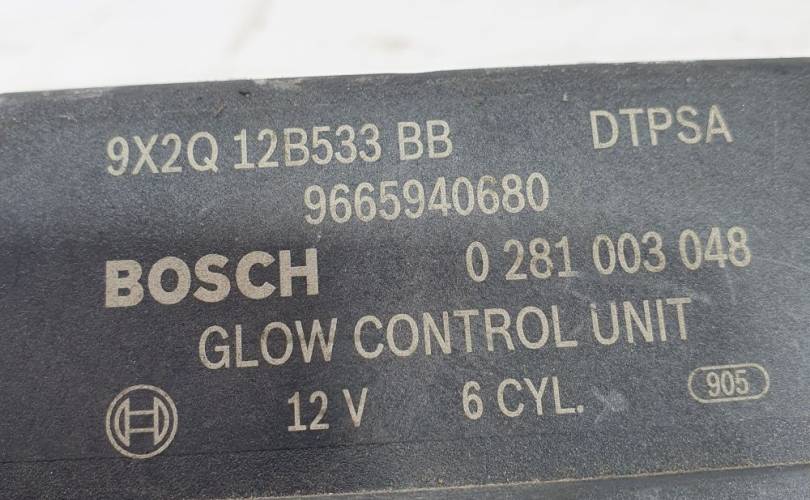 9X2Q 12B533 BB DTPSA
9665940680
BOSCH 0 281 003 048
GLOW CONTROL UNIT
12 V 6 CYL. 905